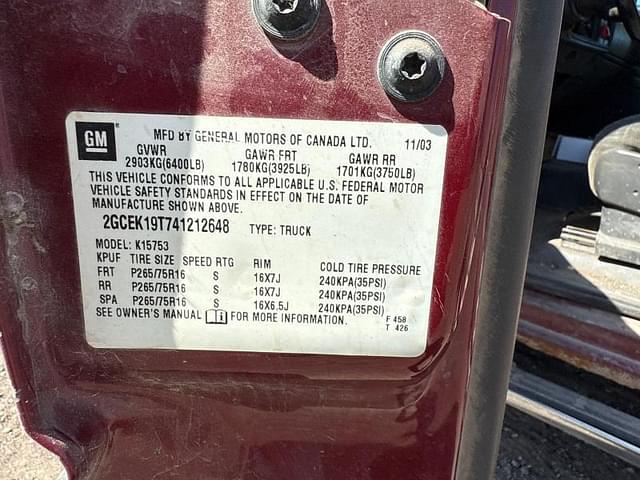 GM
MFD BY GENERAL MOTORS OF CANADA LTD. 11/03
GVWR GAWR FRT GAWR RR
2903KG(6400LB) 1780KG(3925LB) 1701KG(3750LB)
THIS VEHICLE CONFORMS TO ALL APPLICABLE U.S. FEDERAL MOTOR
VEHICLE SAFETY STANDARDS IN EFFECT ON THE DATE OF
MANUFACTURE SHOWN ABOVE.
2GCEK19T741212648 TYPE: TRUCK
MODEL: K15753
KPUF TIRE SIZE SPEED RTG RIM COLD TIRE PRESSURE
FRT P265/75R16 S 16X7J 240KPA(35PSI)
RR P265/75R16 S 16X7J 240KPA(35PSI)
SPA P265/75R16 S 16X6.5J 240KPA(35PSI)
SEE OWNER'S MANUAL i FOR MORE INFORMATION.
F 458
T 426